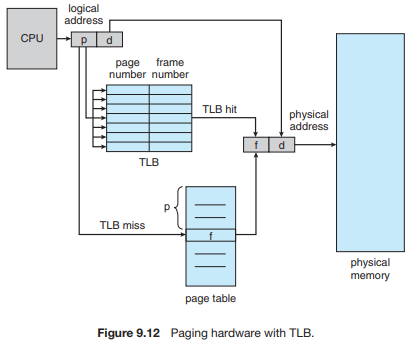 logical
address
CPU
p d
page frame
number number
TLB hit
physical
address
f d
TLB
p
TLB miss
f
physical
memory
page table
Figure 9.12 Paging hardware with TLB.